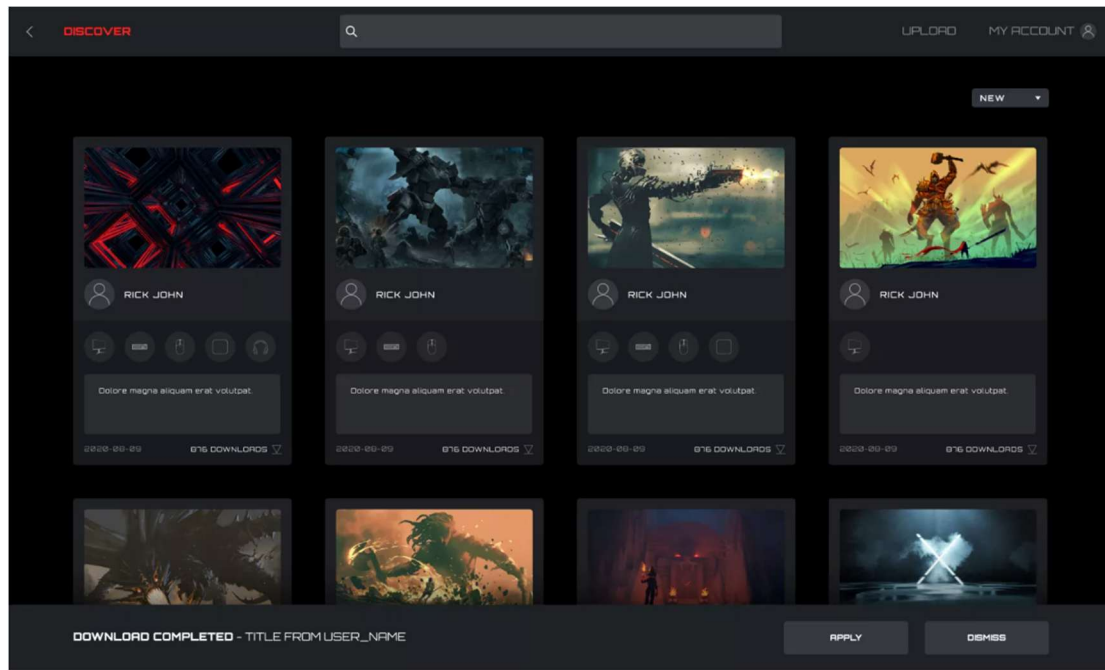 DISCOVER
UPLOAD
MY ACCOUNT
NEW
RICK JOHN
RICK JOHN
RICK JOHN
RICK JOHN
Dolore magna aliquam erat volutpat.
Dolore magna aliquam erat volutpat.
Dolore magna aliquam erat volutpat.
Dolore magna aliquam erat volutpat.
2020-08-09 876 DOWNLOADS
2020-08-09 876 DOWNLOADS
2020-08-09 876 DOWNLOADS
2020-08-09 876 DOWNLOADS
DOWNLOAD COMPLETED - TITLE FROM USER_NAME
APPLY
DISMISS